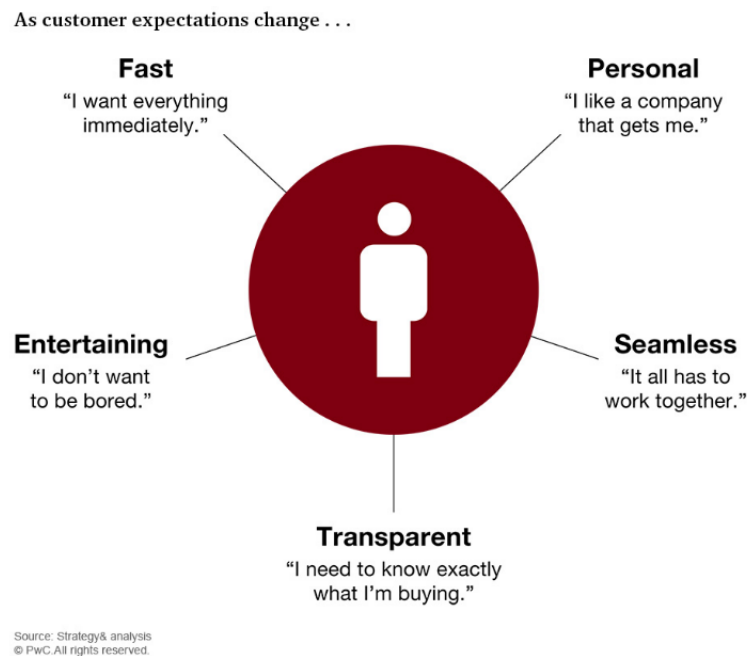 As customer expectations change . . .
Fast
“I want everything
immediately.”
Personal
“I like a company
that gets me.”
Entertaining
“I don’t want
to be bored.”
Seamless
“It all has to
work together.”
Transparent
“I need to know exactly
what I’m buying.”
Source: Strategy& analysis
© PwC.All rights reserved.